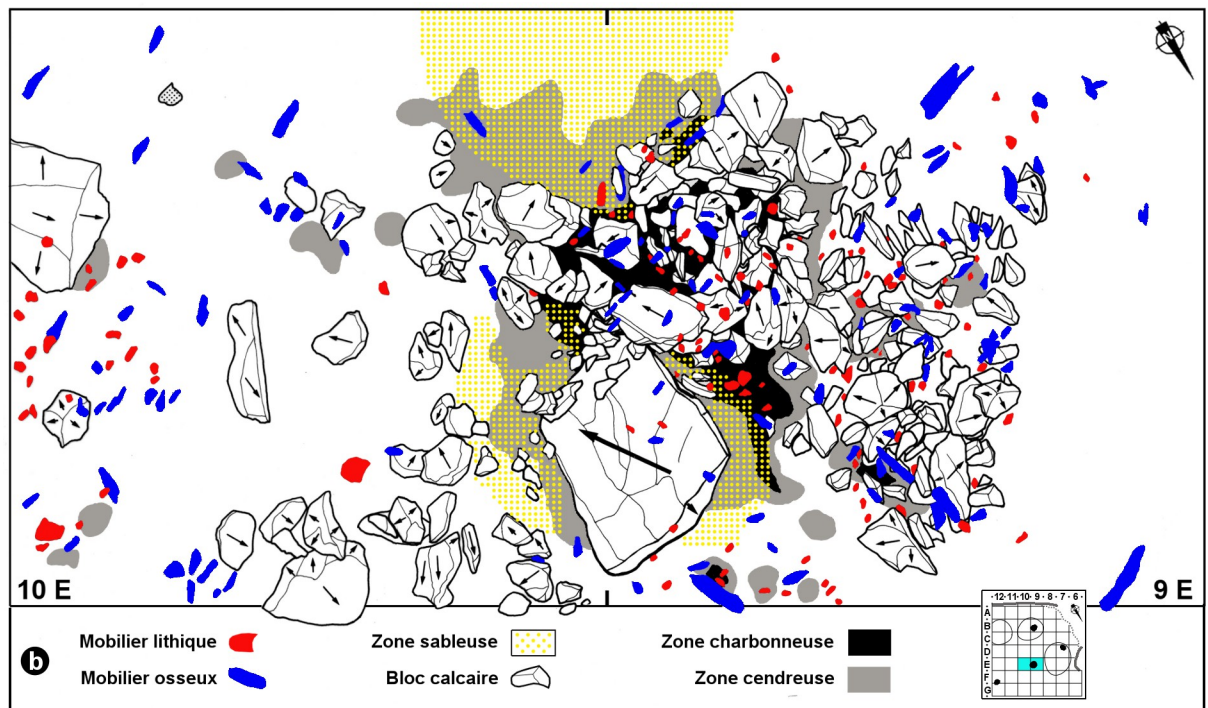 10 E
9 E
b
Mobilier lithique
Zone sableuse
Zone charbonneuse
Mobilier osseux
Bloc calcaire
Zone cendreuse
·12·11·10·9·8·7·6·
A
B
C
D
E
F
G